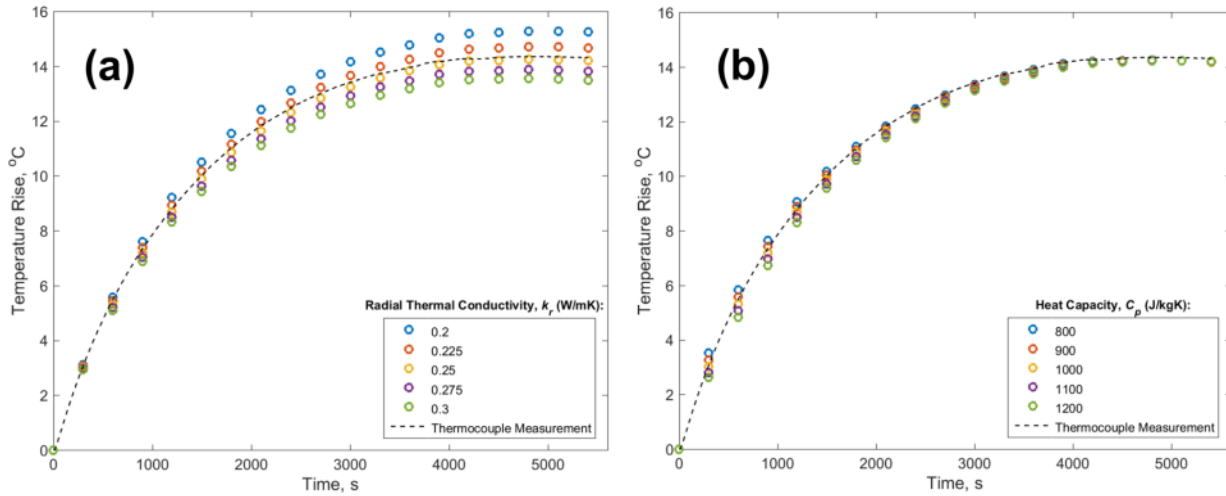 (a)
16
14
12
10
8
6
4
2
0
Temperature Rise, °C
0 1000 2000 3000 4000 5000
Time, s
Radial Thermal Conductivity, k_r (W/mK):
0.2
0.225
0.25
0.275
0.3
Thermocouple Measurement
(b)
16
14
12
10
8
6
4
2
0
Temperature Rise, °C
0 1000 2000 3000 4000 5000
Time, s
Heat Capacity, C_p (J/kgK):
800
900
1000
1100
1200
Thermocouple Measurement